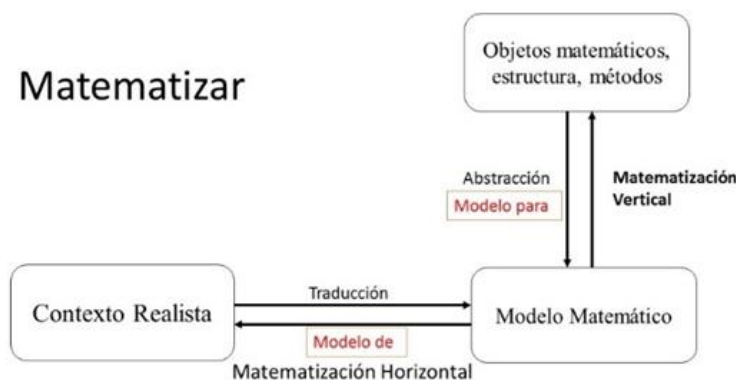 Matematizar
Objetos matemáticos,
estructura, métodos
Abstracción
Modelo para
Matematización
Vertical
Contexto Realista
Traducción
Modelo de
Matematización Horizontal
Modelo Matemático